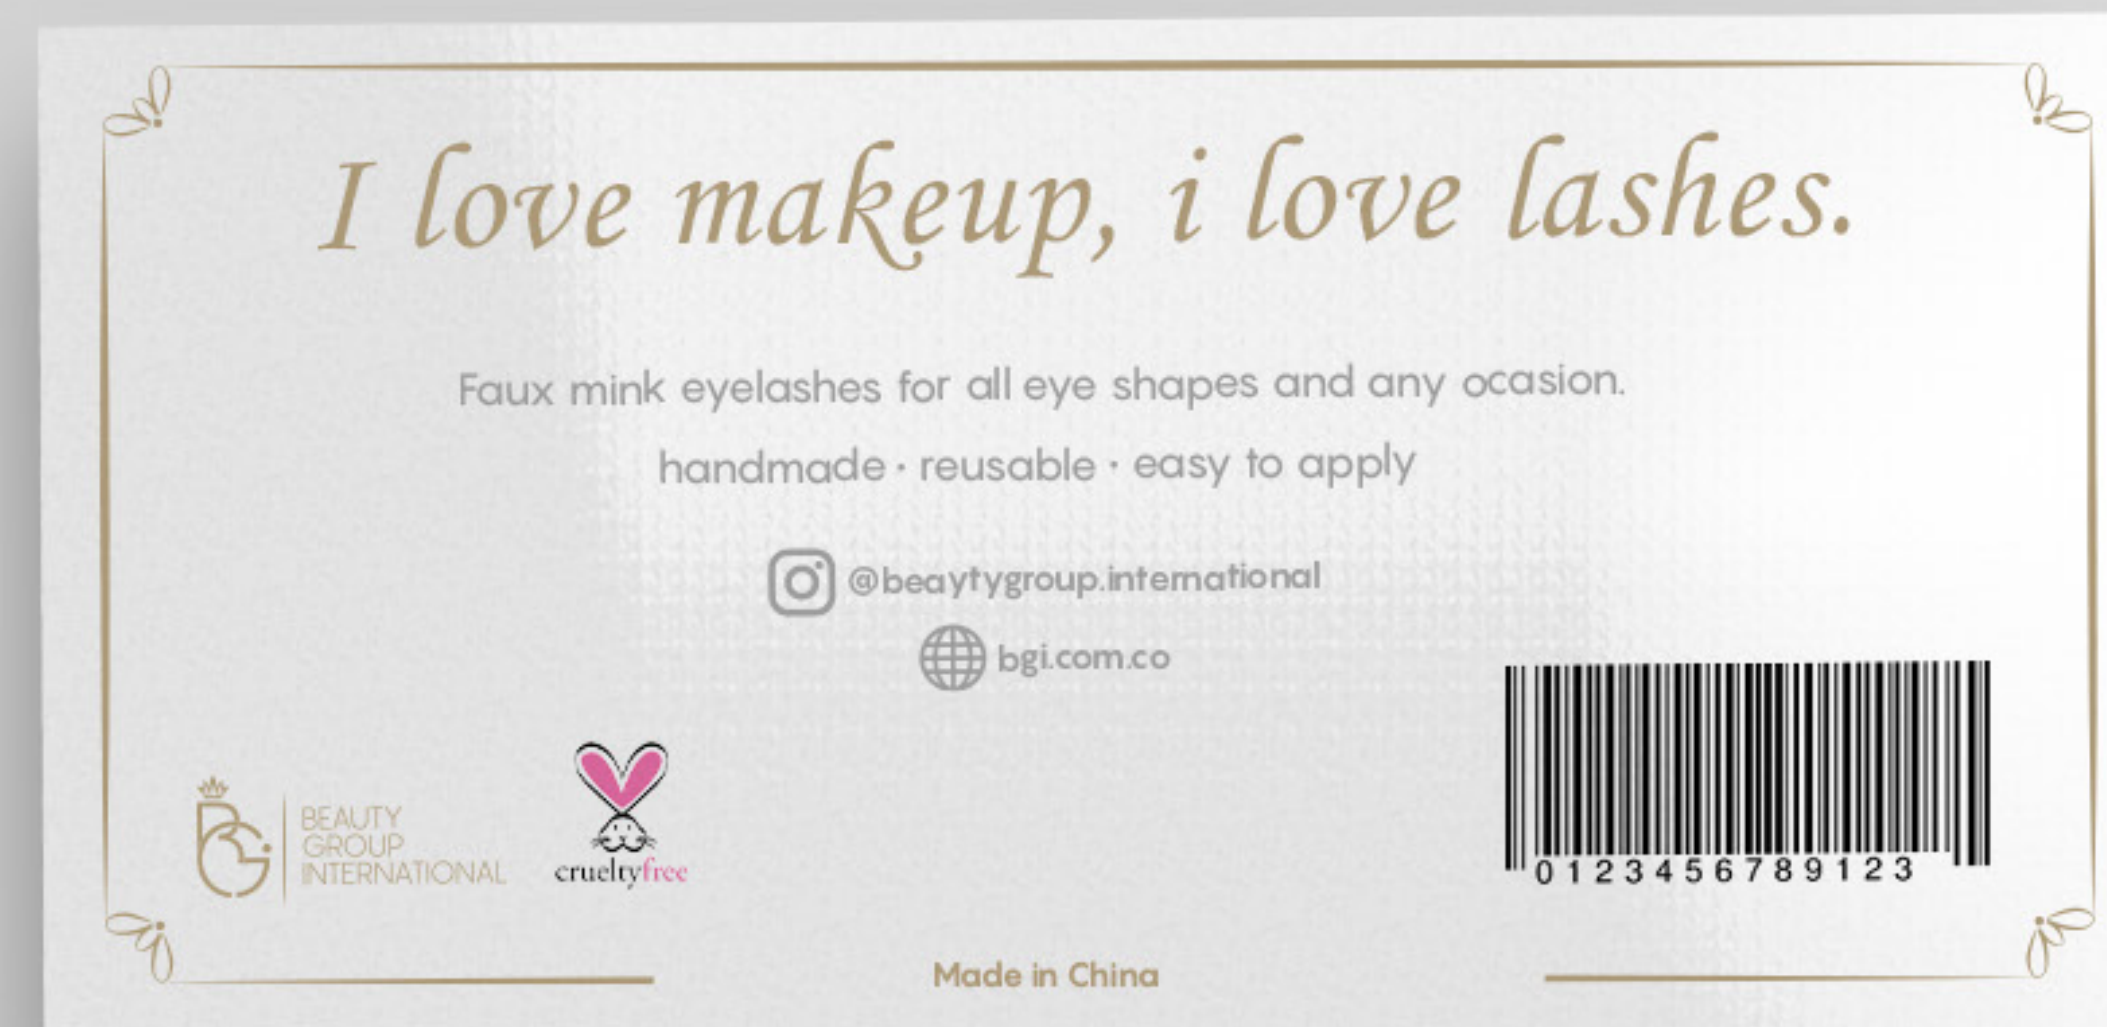 I love makeup, i love lashes.
Faux mink eyelashes for all eye shapes and any ocasion.
handmade · reusable · easy to apply
@beaytygroup.international
bgi.com.co
BEAUTY
GROUP
INTERNATIONAL
crueltyfree
0123456789123
Made in China